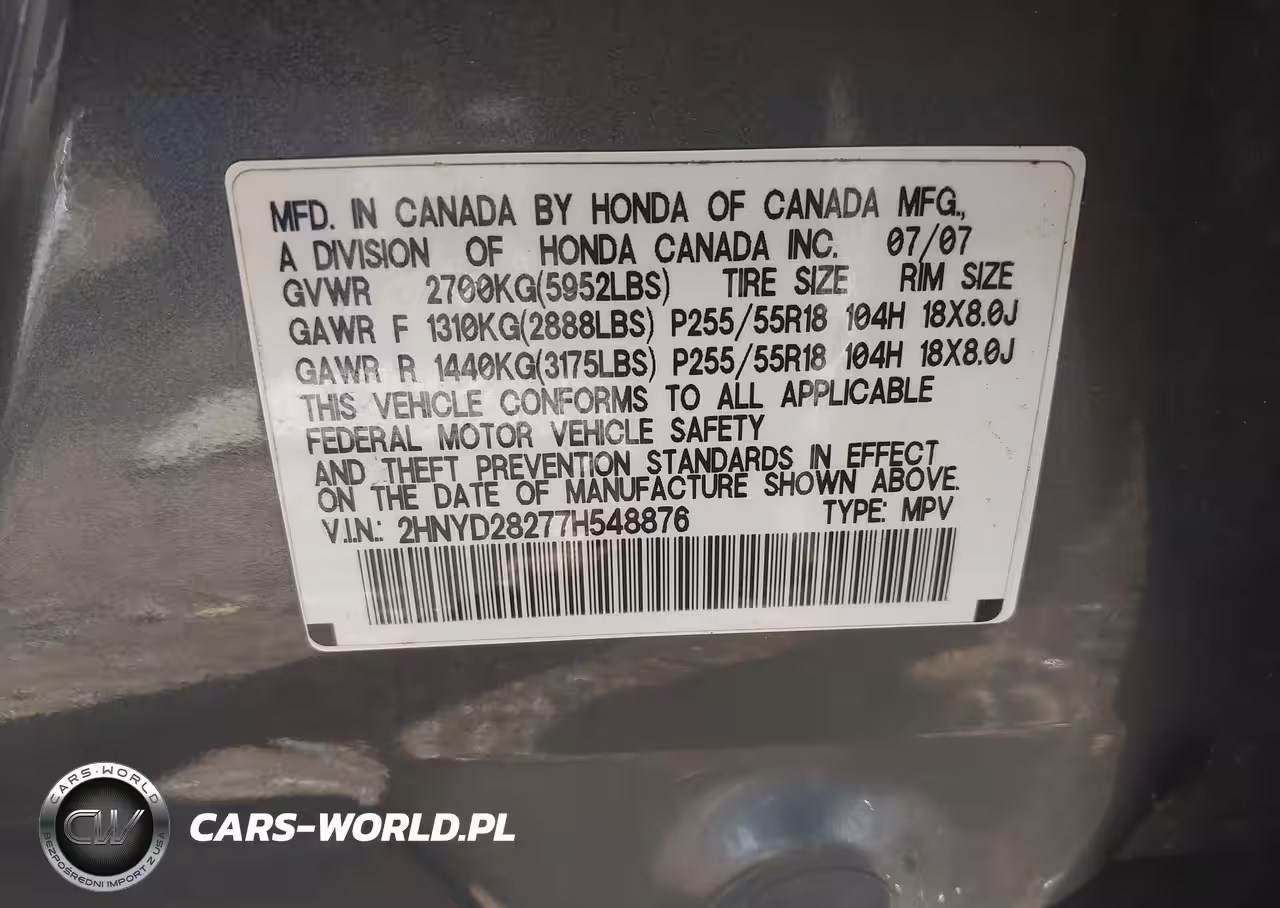 MFD. IN CANADA BY HONDA OF CANADA MFG.,
A DIVISION OF HONDA CANADA INC. 07/07
GVWR 2700KG(5952LBS) TIRE SIZE RIM SIZE
GAWR F 1310KG(2888LBS) P255/55R18 104H 18X8.0J
GAWR R 1440KG(3175LBS) P255/55R18 104H 18X8.0J
THIS VEHICLE CONFORMS TO ALL APPLICABLE
FEDERAL MOTOR VEHICLE SAFETY
AND THEFT PREVENTION STANDARDS IN EFFECT
ON THE DATE OF MANUFACTURE SHOWN ABOVE.
V.I.N.: 2HNYD28277H548876 TYPE: MPV
CARS-WORLD
CW
BEZPOŚREDNI IMPORT Z USA
CARS-WORLD.PL